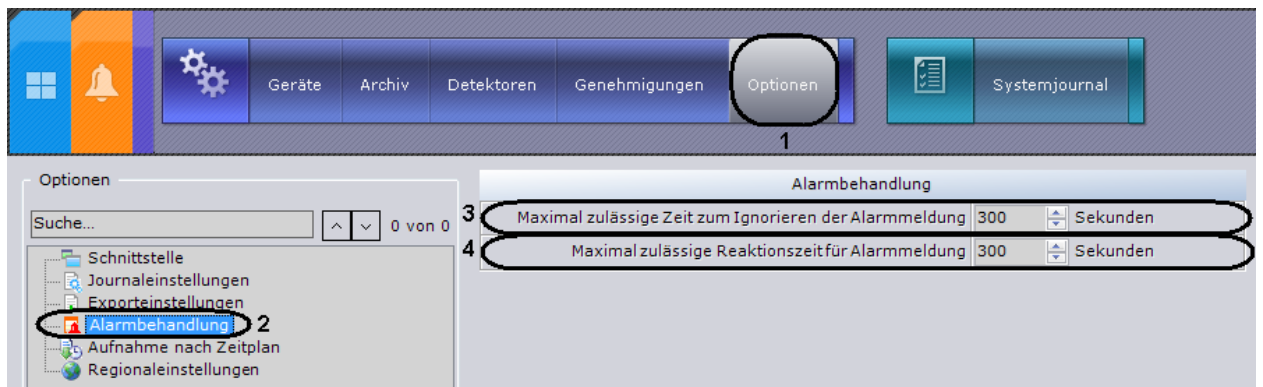 Geräte Archiv Detektoren Genehmigungen Optionen Systemjournal
1
Optionen
Suche... 0 von 0
Schnittstelle
Journaleinstellungen
Exporteinstellungen
Alarmbehandlung 2
Aufnahme nach Zeitplan
Regionaleinstellungen
Alarmbehandlung
3 Maximal zulässige Zeit zum Ignorieren der Alarmmeldung 300 Sekunden
4 Maximal zulässige Reaktionszeit für Alarmmeldung 300 Sekunden